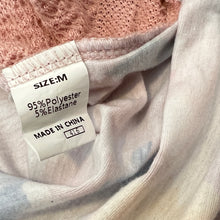 SIZE:M
95%Polyester
5%Elastane
MADE IN CHINA